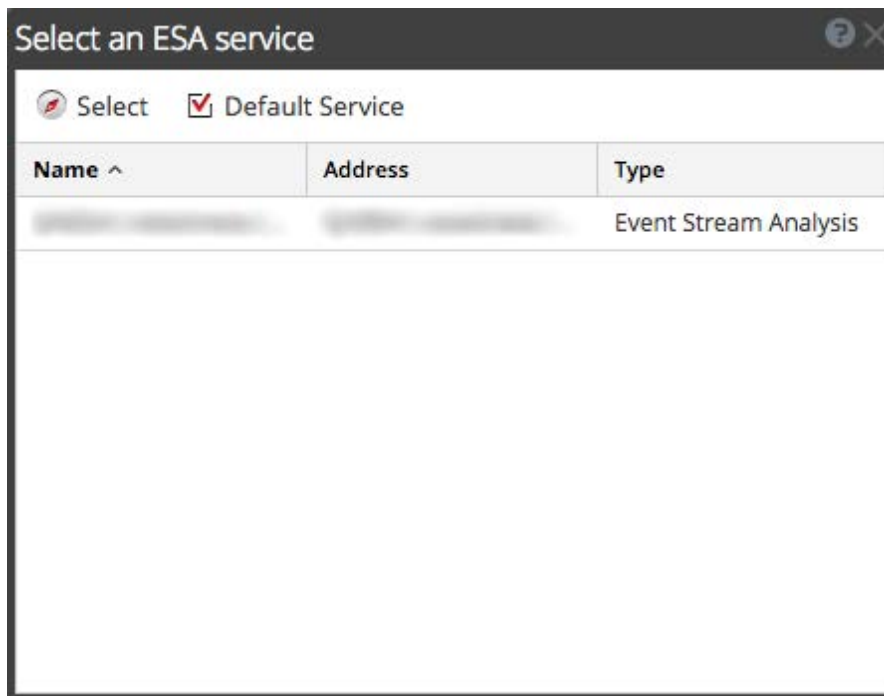 Select an ESA service
Select Default Service
Name Address Type
Event Stream Analysis